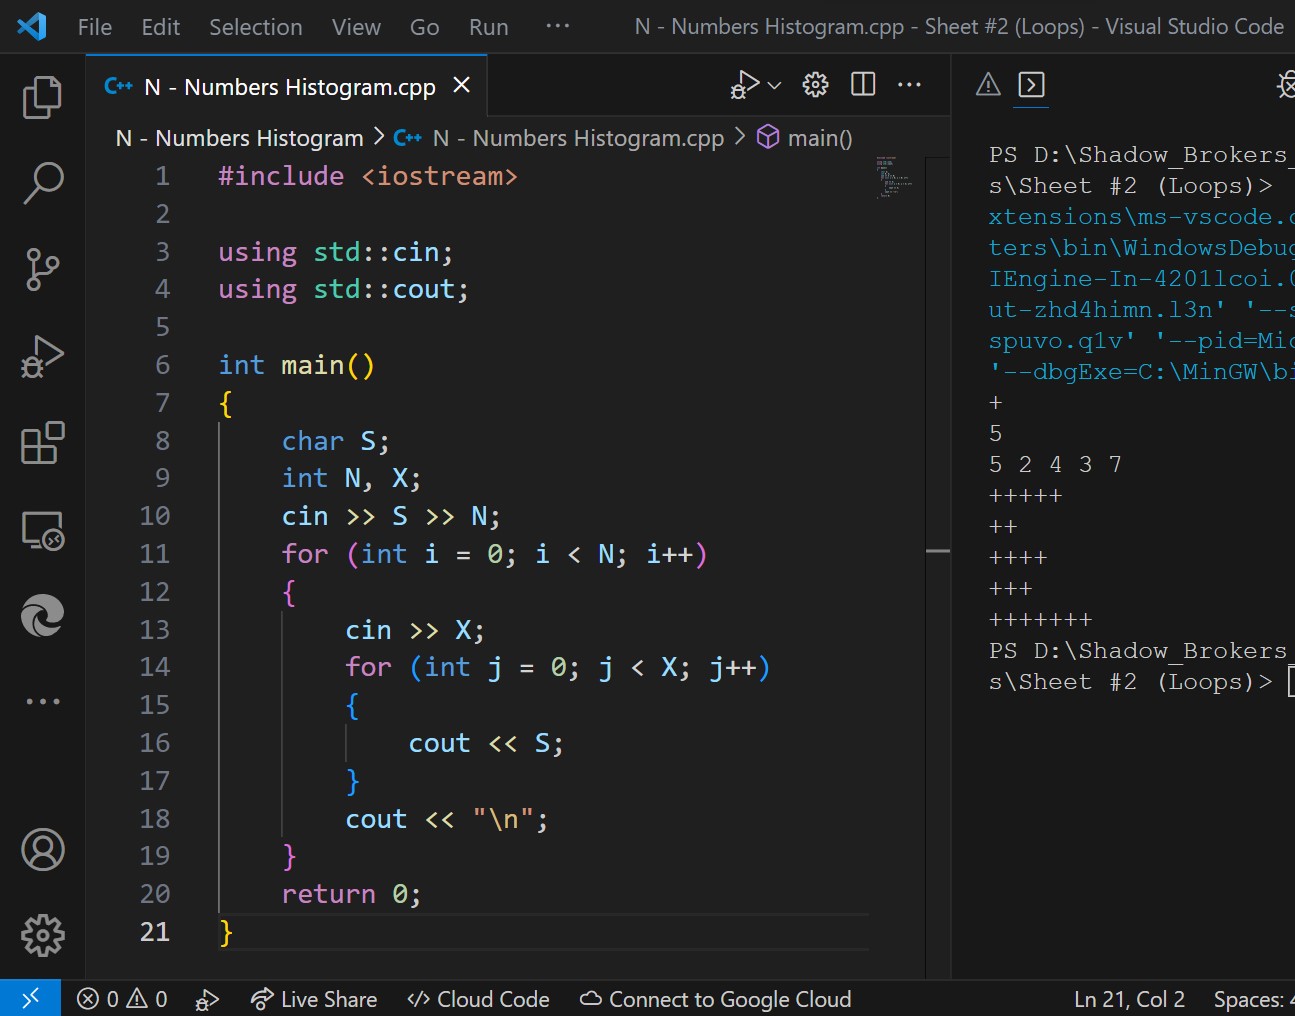 File Edit Selection View Go Run ··· N - Numbers Histogram.cpp - Sheet #2 (Loops) - Visual Studio Code
C++ N - Numbers Histogram.cpp
N - Numbers Histogram > C++ N - Numbers Histogram.cpp > main()
1 #include <iostream>
2
3 using std::cin;
4 using std::cout;
5
6 int main()
7 {
8 char S;
9 int N, X;
10 cin >> S >> N;
11 for (int i = 0; i < N; i++)
12 {
13 cin >> X;
14 for (int j = 0; j < X; j++)
15 {
16 cout << S;
17 }
18 cout << "\n";
19 }
20 return 0;
21 }
PS D:\Shadow_Brokers_
s\Sheet #2 (Loops)>
xtensions\ms-vscode.c
ters\bin\WindowsDebug
IEngine-In-4201lcoi.0
ut-zhd4himn.l3n' '--s
spuvo.q1v' '--pid=Mic
'--dbgExe=C:\MinGW\bi
+
5
5 2 4 3 7
+++++
++
++++
+++
+++++++
PS D:\Shadow_Brokers_
s\Sheet #2 (Loops)>
0 0 Live Share Cloud Code Connect to Google Cloud Ln 21, Col 2 Spaces: 4